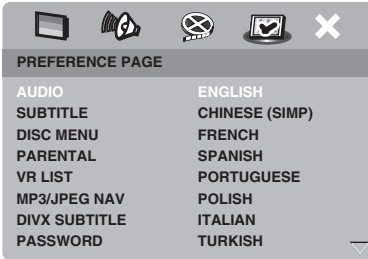 PREFERENCE PAGE
AUDIO ENGLISH
SUBTITLE CHINESE (SIMP)
DISC MENU FRENCH
PARENTAL SPANISH
VR LIST PORTUGUESE
MP3/JPEG NAV POLISH
DIVX SUBTITLE ITALIAN
PASSWORD TURKISH